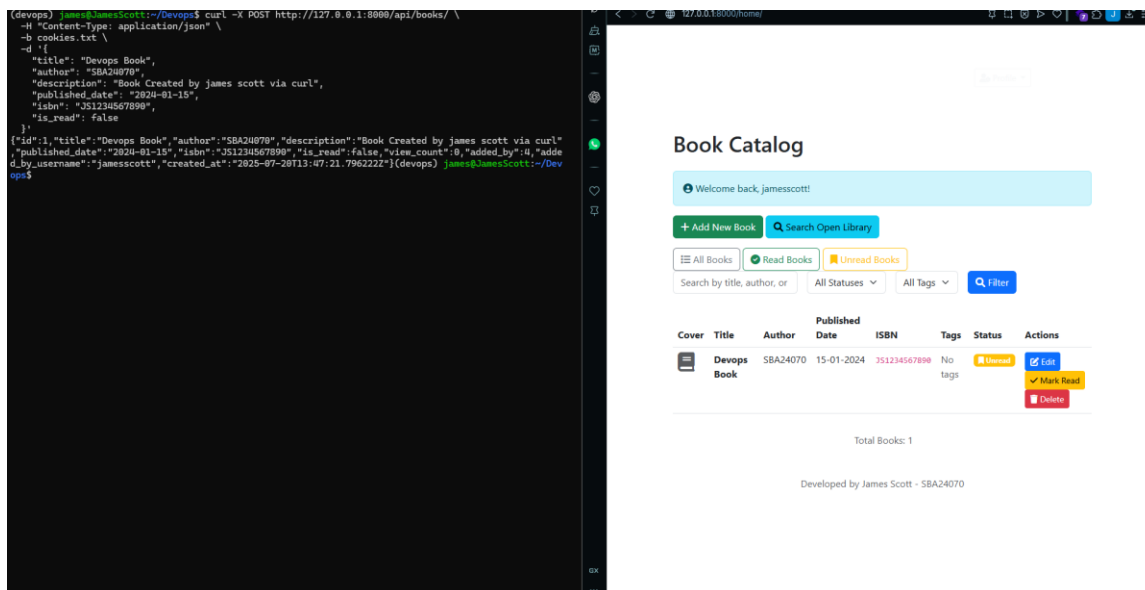 (devops) james@JamesScott:~/Devops$ curl -X POST http://127.0.0.1:8000/api/books/ \
-H "Content-Type: application/json" \
-b cookies.txt \
-d '{
"title": "Devops Book",
"author": "SBA24070",
"description": "Book Created by james scott via curl",
"published_date": "2024-01-15",
"isbn": "JS1234567890",
"is_read": false
}'
{"id":1,"title":"Devops Book","author":"SBA24070","description":"Book Created by james scott via curl"
,"published_date":"2024-01-15","isbn":"JS1234567890","is_read":false,"view_count":0,"added_by":4,"adde
d_by_username":"jamesscott","created_at":"2025-07-20T13:47:21.796222Z"}(devops) james@JamesScott:~/Dev
ops$
GX
127.0.0.1:8000/home/
7
J
Book Catalog
Welcome back, jamesscott!
+ Add New Book
Search Open Library
All Books
Read Books
Unread Books
Search by title, author, or
All Statuses
All Tags
Filter
Cover Title Author Published Date ISBN Tags Status Actions
Devops Book SBA24070 15-01-2024 JS1234567890 No tags Unread
Edit
Mark Read
Delete
Total Books: 1
Developed by James Scott - SBA24070